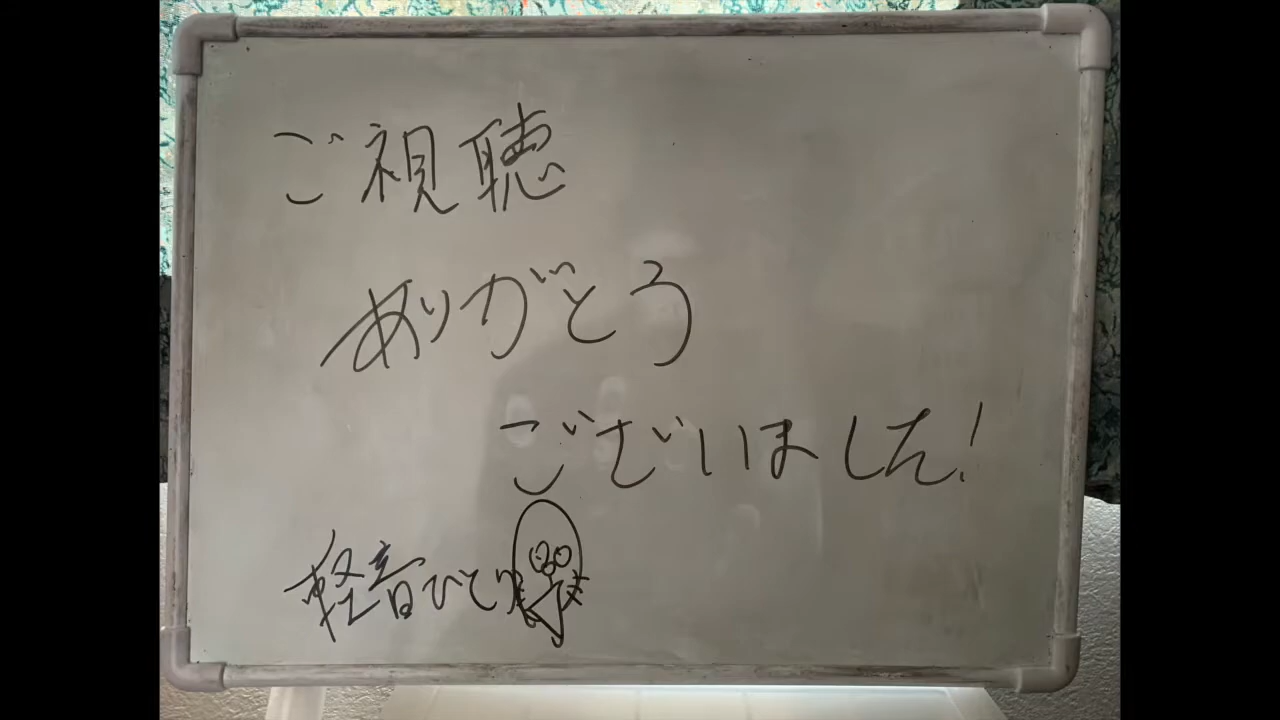 ご視聴
ありがとう
ございました!
軽音ひとり